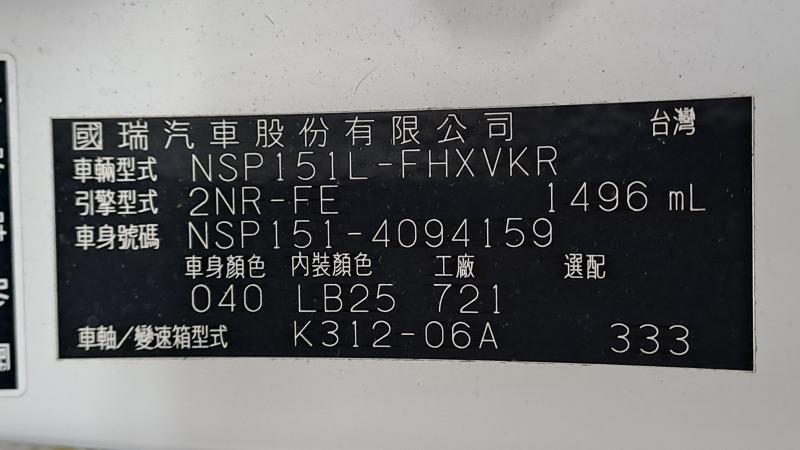 國瑞汽車股份有限公司 台灣
車輛型式 NSP151L-FHXVKR
引擎型式 2NR-FE 1496 mL
車身號碼 NSP151-4094159
車身顏色 內裝顏色 工廠 選配
040 LB25 721
車軸/變速箱型式 K312-06A 333